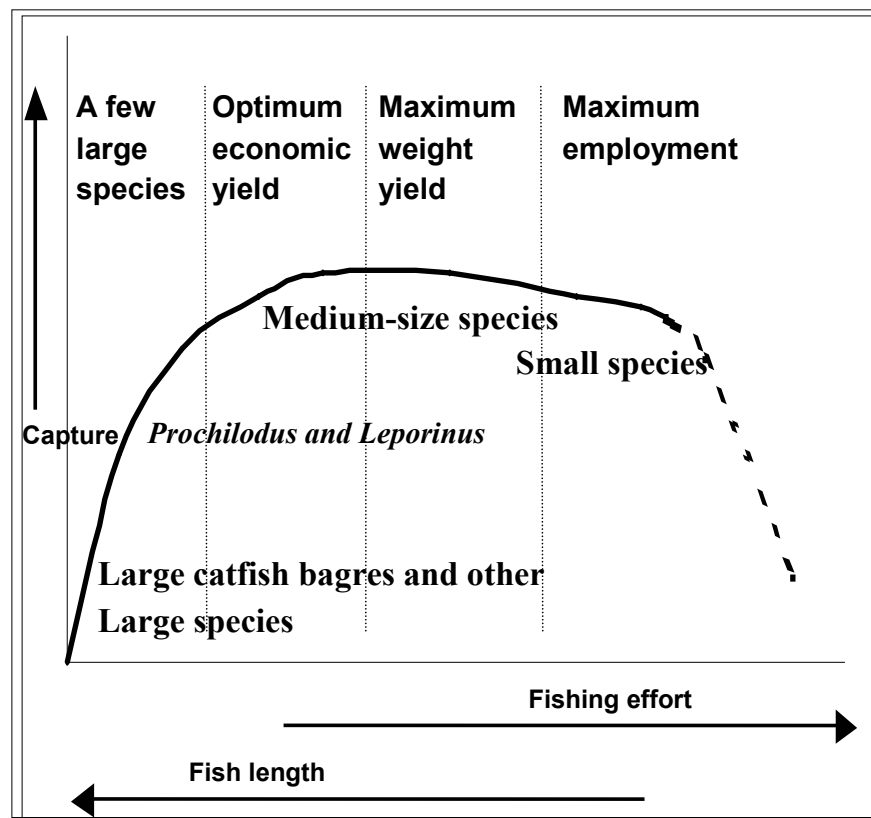 A few
large
species
Optimum
economic
yield
Maximum
weight
yield
Maximum
employment
Medium-size species
Small species
Capture
Prochilodus and Leporinus
Large catfish bagres and other
Large species
Fishing effort
Fish length